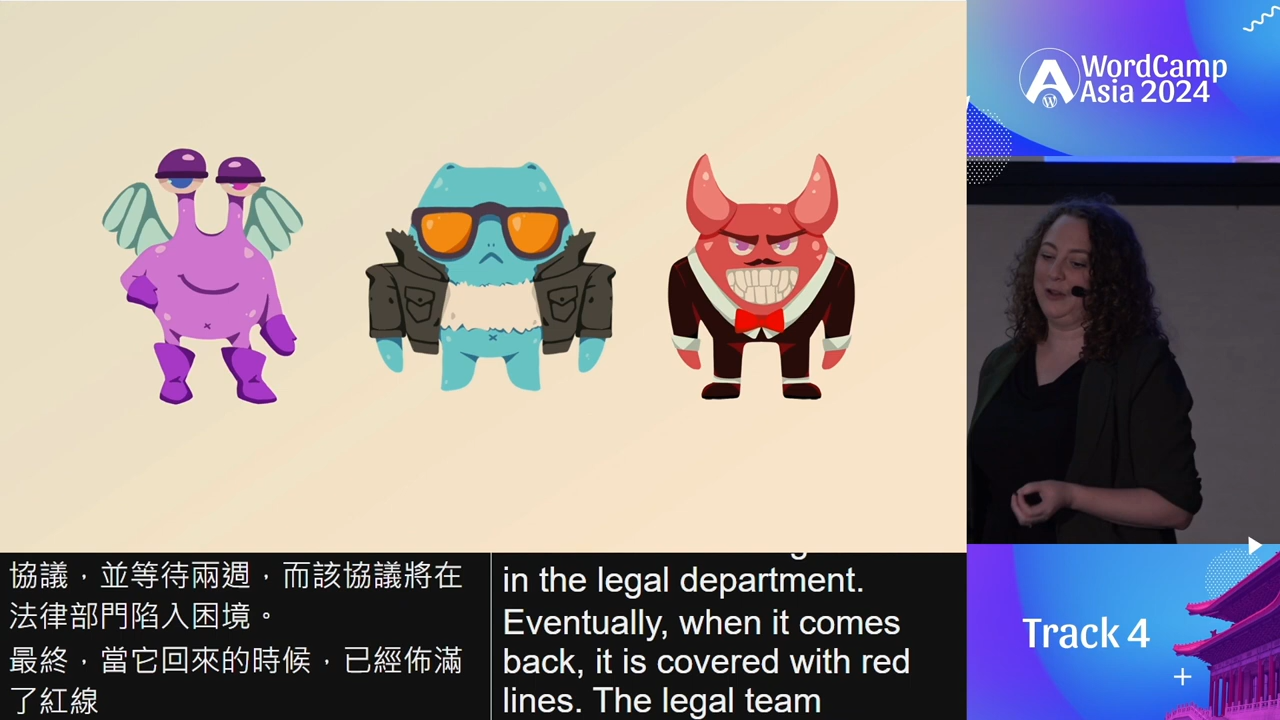 WordCamp
Asia 2024
協議，並等待兩週，而該協議將在
法律部門陷入困境。
最終，當它回來的時候，已經佈滿
了紅線
in the legal department.
Eventually, when it comes
back, it is covered with red
lines. The legal team
Track 4